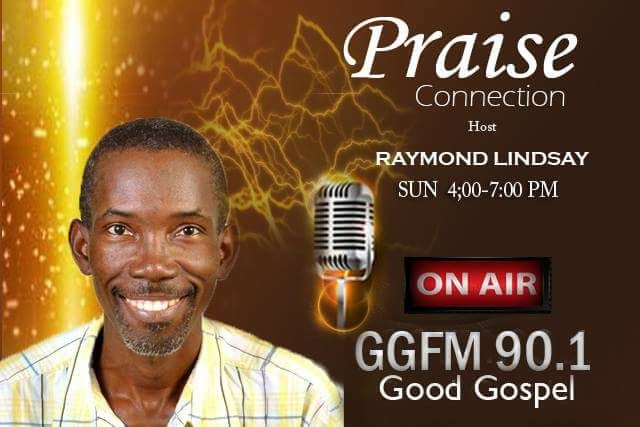 Praise
Connection
Host
RAYMOND LINDSAY
SUN 4;00-7:00 PM
ON AIR
GGFM 90.1
Good Gospel